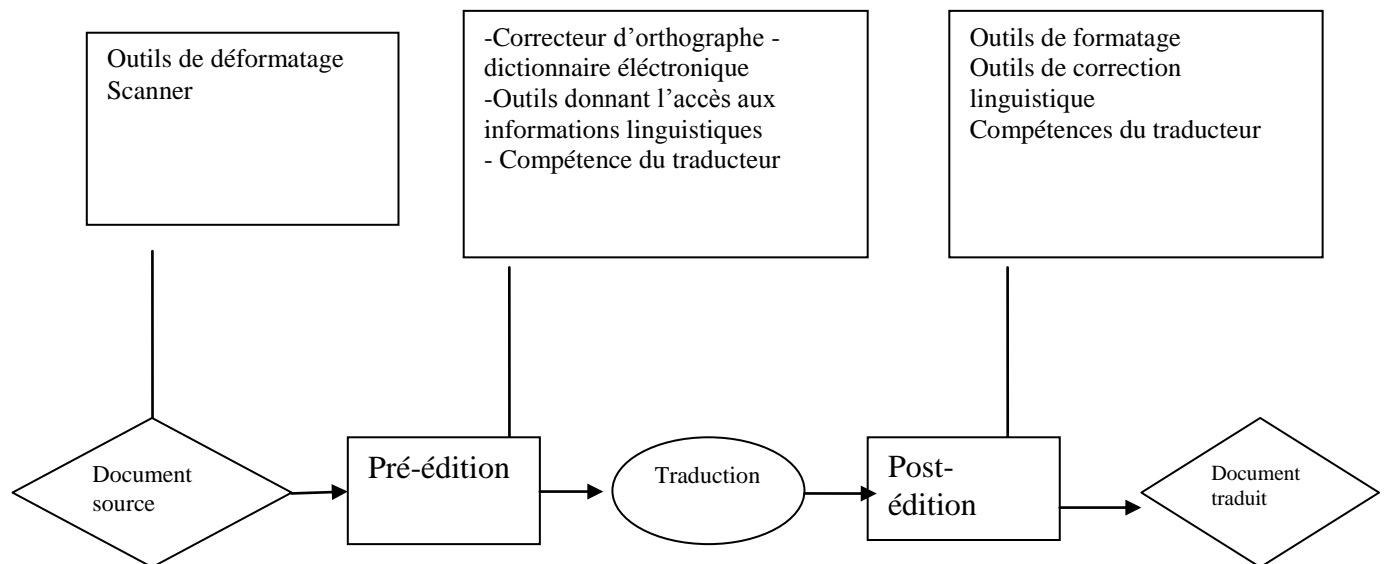 Outils de déformatage
Scanner
-Correcteur d’orthographe -
dictionnaire éléctronique
-Outils donnant l’accès aux
informations linguistiques
- Compétence du traducteur
Outils de formatage
Outils de correction
linguistique
Compétences du traducteur
Document
source
Pré-édition
Traduction
Post-
édition
Document
traduit